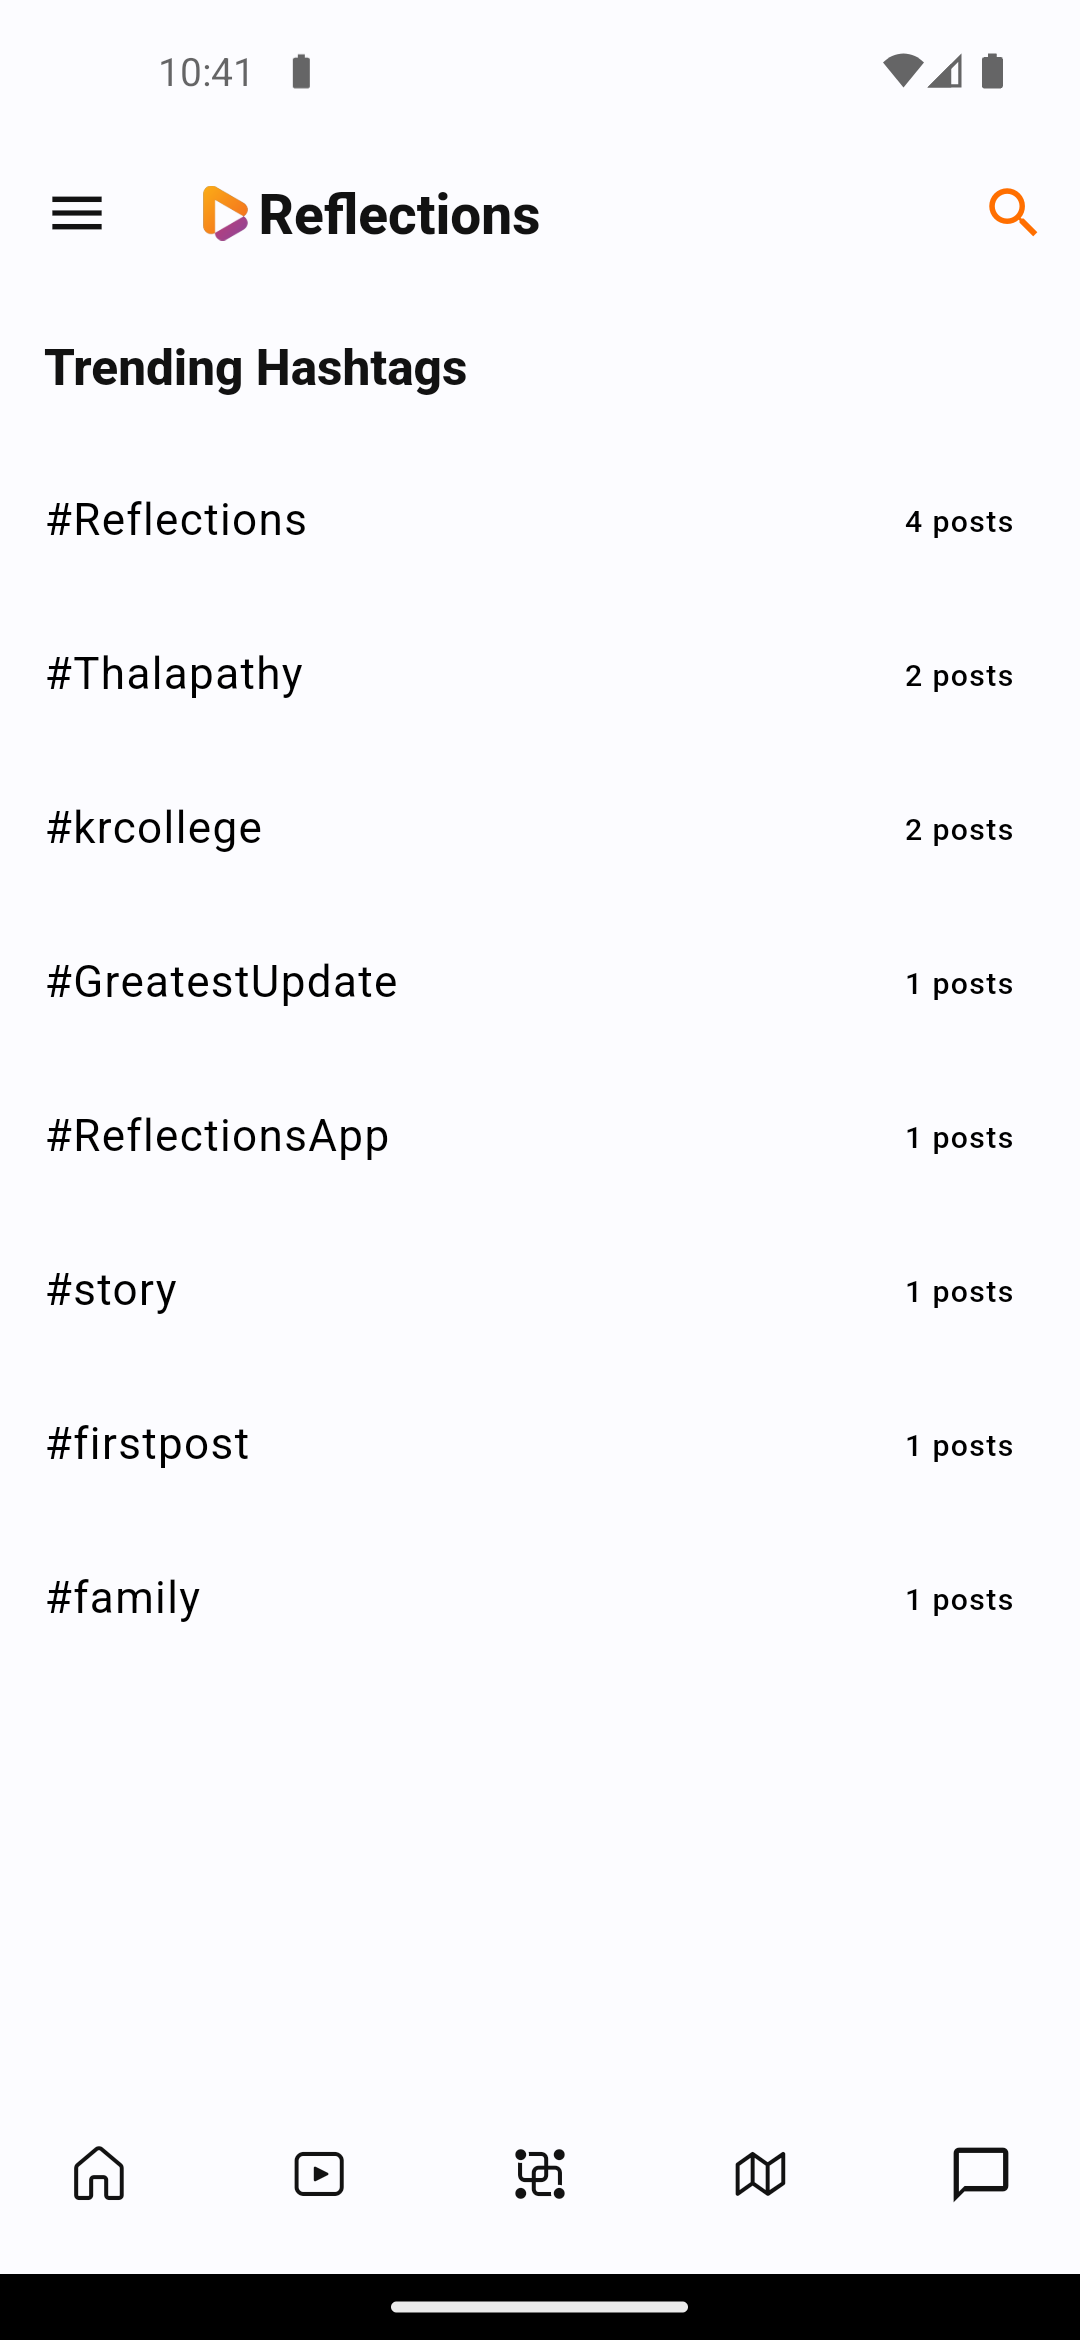 10:41
Reflections
Trending Hashtags
#Reflections 4 posts
#Thalapathy 2 posts
#krcollege 2 posts
#GreatestUpdate 1 posts
#ReflectionsApp 1 posts
#story 1 posts
#firstpost 1 posts
#family 1 posts